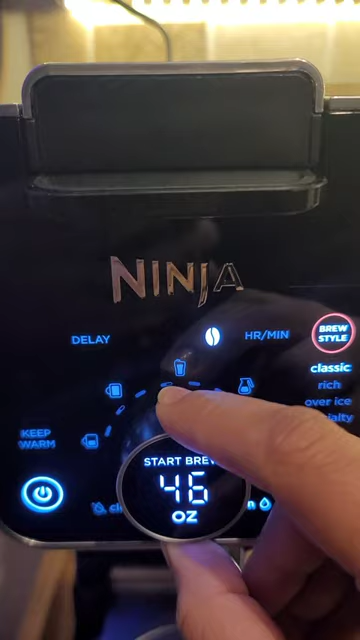 NINJA
DELAY
HR/MIN
BREW
STYLE
classic
rich
over ice
KEEP
WARM
START BREW
46
OZ